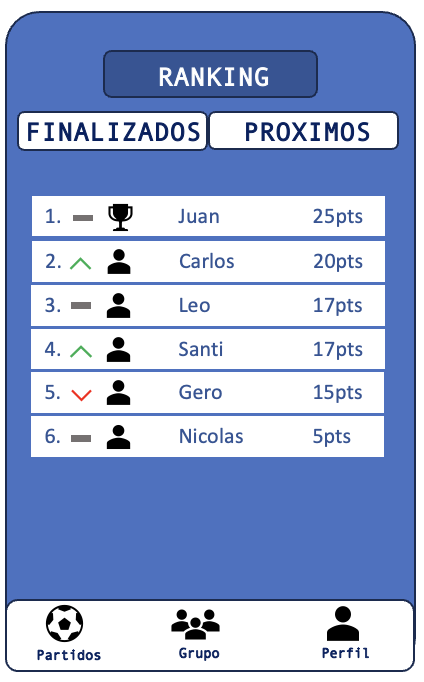 RANKING
FINALIZADOS PROXIMOS
1. Juan 25pts
2. Carlos 20pts
3. Leo 17pts
4. Santi 17pts
5. Gero 15pts
6. Nicolas 5pts
Partidos Grupo Perfil